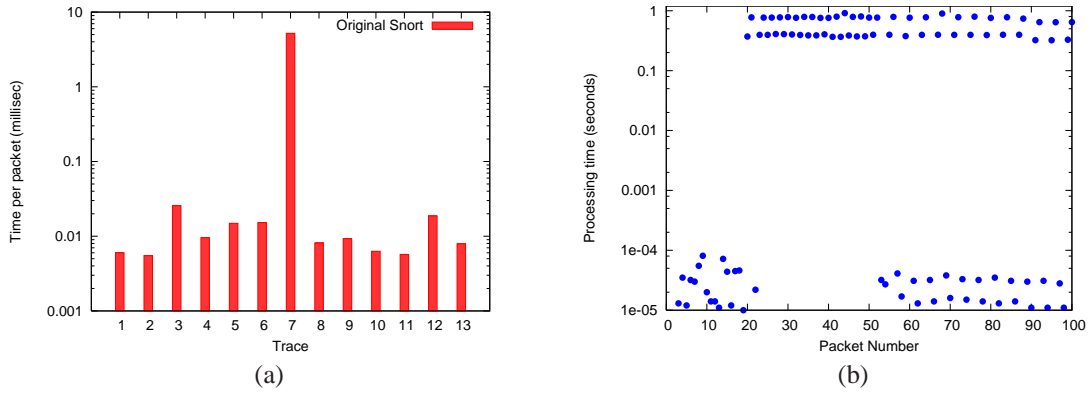 Time per packet (millisec)
10
1
0.1
0.01
0.001
Original Snort
1 2 3 4 5 6 7 8 9 10 11 12 13
Trace
(a)
Processing time (seconds)
1
0.1
0.01
0.001
1e-04
1e-05
0 10 20 30 40 50 60 70 80 90 100
Packet Number
(b)